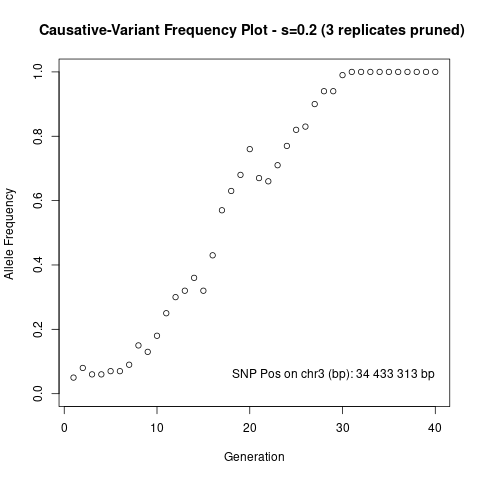 Causative-Variant Frequency Plot - s=0.2 (3 replicates pruned)
1.0
0.8
0.6
0.4
0.2
0.0
Allele Frequency
SNP Pos on chr3 (bp): 34 433 313 bp
0 10 20 30 40
Generation